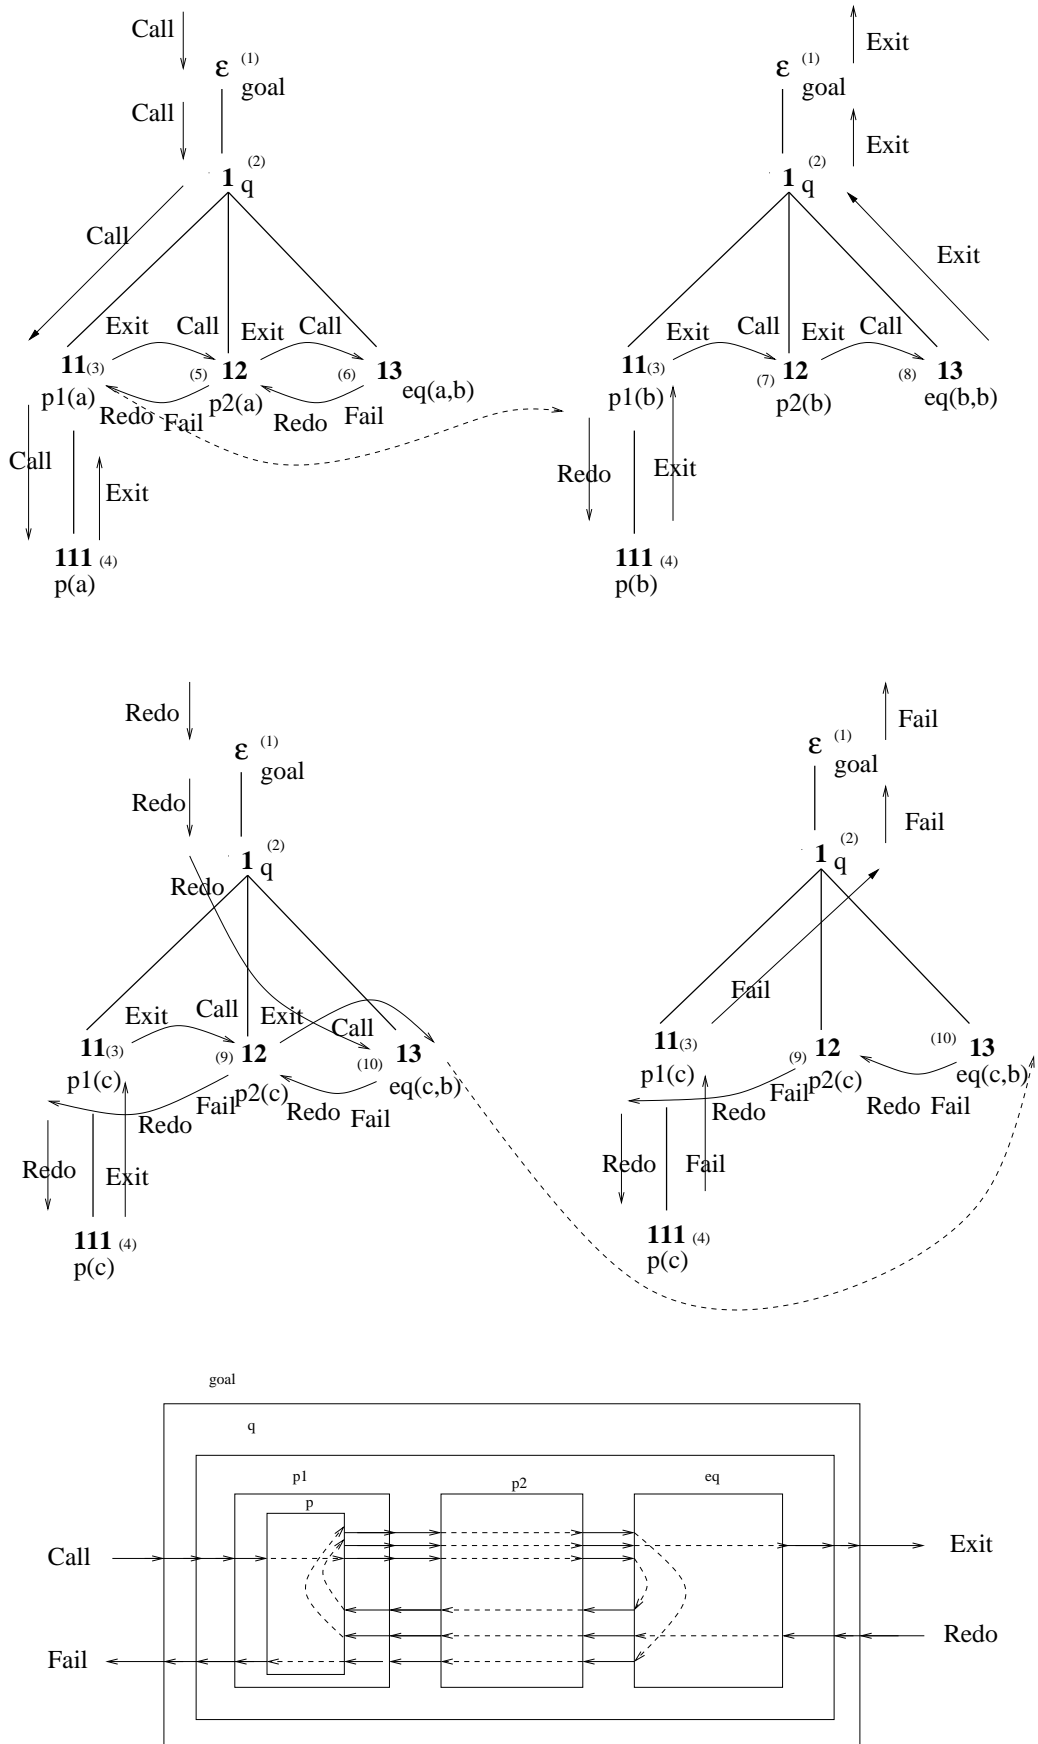 Call
ε (1)
goal
Call
1 (2)
q
Call
Exit Call Exit Call
11 (3) (5) 12 (6) 13
p1(a) Redo Fail p2(a) Redo Fail eq(a,b)
Call Exit
111 (4)
p(a)
Exit
ε (1)
goal
Exit
1 (2)
q
Exit
Exit Call Exit Call
11 (3) (7) 12 (8) 13
p1(b) p2(b) eq(b,b)
Redo Exit
111 (4)
p(b)
Redo
ε (1)
goal
Redo
1 (2)
q
Redo
Exit Call Exit Call
11 (3) (9) 12 (10) 13
p1(c) Redo Fail p2(c) Redo Fail eq(c,b)
Redo Exit
111 (4)
p(c)
Fail
ε (1)
goal
Fail
1 (2)
q
Fail
11 (3) (9) 12 (10) 13
p1(c) Redo Fail p2(c) Redo Fail eq(c,b)
Redo Fail
111 (4)
p(c)
goal
q
p1 p2 eq
p
Call Exit
Fail Redo